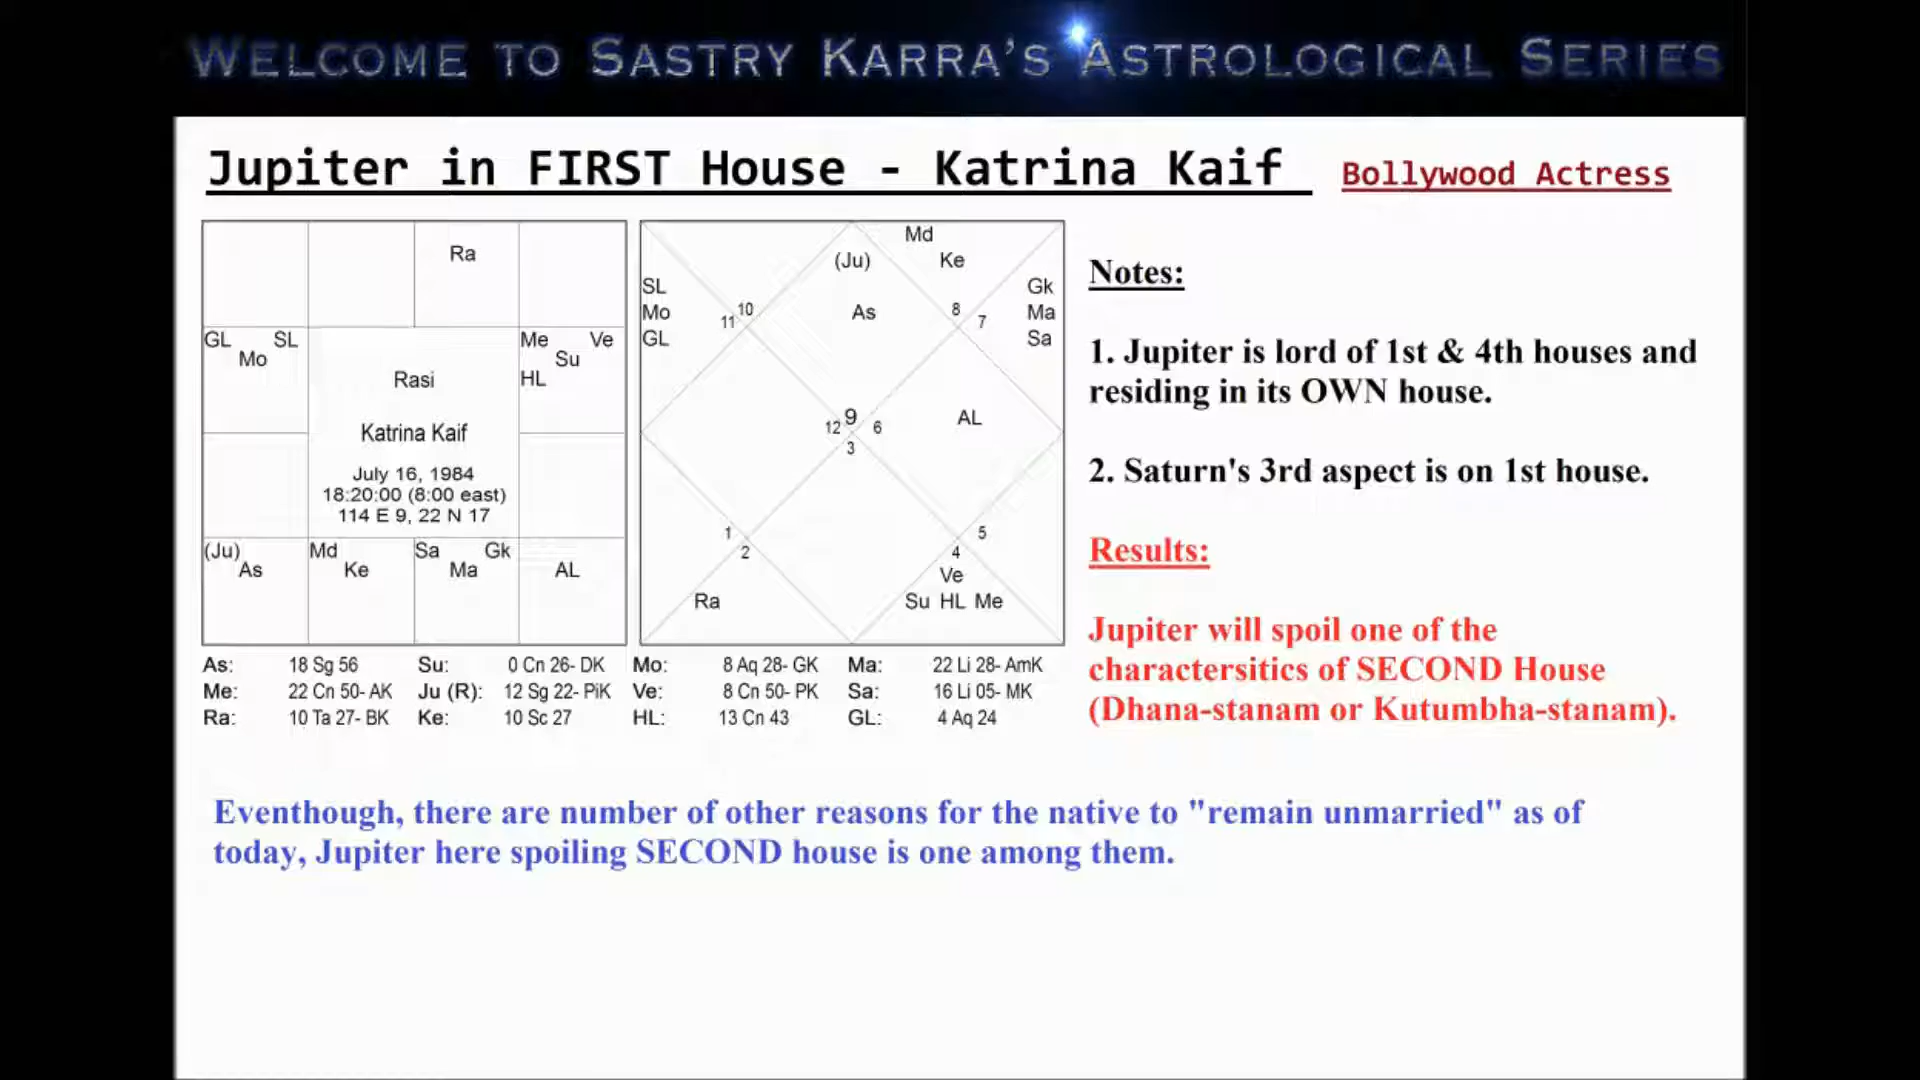 WELCOME TO SASTRY KARRA'S ASTROLOGICAL SERIES
Jupiter in FIRST House - Katrina Kaif Bollywood Actress
Ra
GL SL
Mo
Me Ve
Su
HL
Rasi
Katrina Kaif
July 16, 1984
18:20:00 (8:00 east)
114 E 9, 22 N 17
(Ju)
As
Md
Ke
Sa Gk
Ma
AL
Md
(Ju) Ke
SL
Mo
GL
Gk
Ma
Sa
10
11
As
8
7
9
12 6
3
AL
1
2
5
4
Ra
Ve
Su HL Me
As: 18 Sg 56 Su: 0 Cn 26- DK Mo: 8 Aq 28- GK Ma: 22 Li 28- AmK
Me: 22 Cn 50- AK Ju (R): 12 Sg 22- PiK Ve: 8 Cn 50- PK Sa: 16 Li 05- MK
Ra: 10 Ta 27- BK Ke: 10 Sc 27 HL: 13 Cn 43 GL: 4 Aq 24
Notes:
1. Jupiter is lord of 1st & 4th houses and
residing in its OWN house.
2. Saturn's 3rd aspect is on 1st house.
Results:
Jupiter will spoil one of the
charactersitics of SECOND House
(Dhana-stanam or Kutumbha-stanam).
Eventhough, there are number of other reasons for the native to "remain unmarried" as of
today, Jupiter here spoiling SECOND house is one among them.